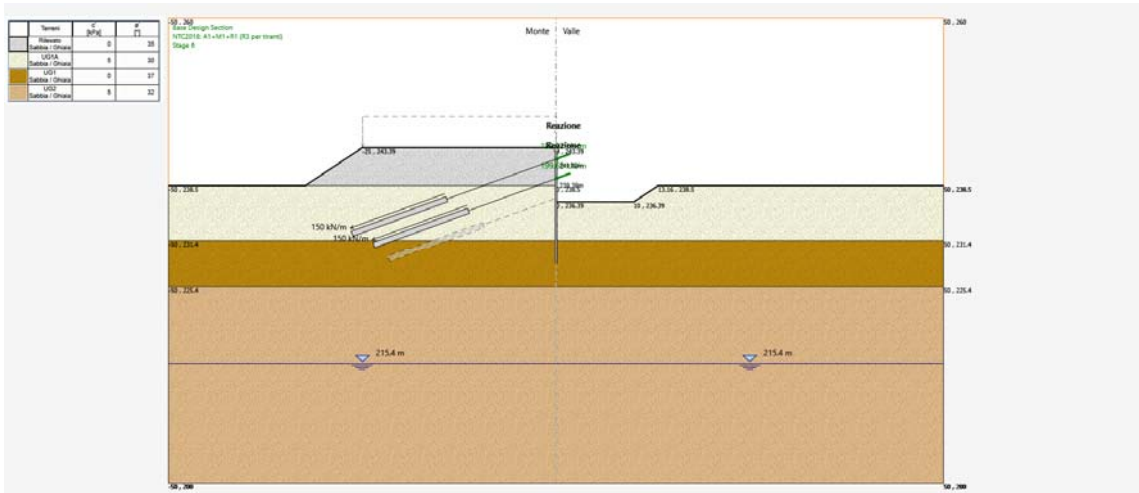 Terreni c' [kPa] ø' [°]
Rilevato Sabbia / Ghiaia 0 35
UG1A Sabbia / Ghiaia 5 30
UG1 Sabbia / Ghiaia 0 37
UG2 Sabbia / Ghiaia 5 32
-50 , 260
Base Design Section
NTC2018: A1+M1+R1 (R3 per tiranti)
Stage 8
Monte
Valle
50 , 260
Reazione
-25 , 243.39
Reazione
-50 , 238.5
13.16 , 238.5
50 , 238.5
10 , 236.39
150 kN/m
150 kN/m
-50 , 231.4
50 , 231.4
-50 , 225.4
50 , 225.4
215.4 m
215.4 m
-50 , 200
50 , 200